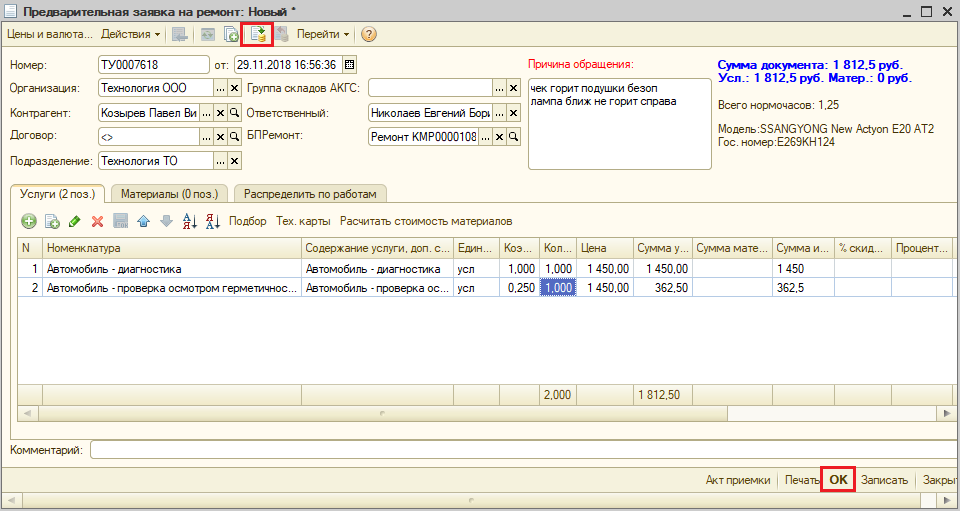 Предварительная заявка на ремонт: Новый *
Цены и валюта... Действия Перейти
Номер: ТУ0007618 от: 29.11.2018 16:56:36
Организация: Технология ООО ... × Группа складов АКГС: ... ×
Контрагент: Козырев Павел Ви ... × Ответственный: Николаев Евгений Бори ... ×
Договор: <> ... × БПРемонт: Ремонт КМР0000108 ... ×
Подразделение: Технология ТО ... ×
Причина обращения:
чек горит подушки безоп
лампа ближ не горит справа
Сумма документа: 1 812,5 руб.
Усл.: 1 812,5 руб. Матер.: 0 руб.
Всего нормочасов: 1,25
Модель:SSANGYONG New Actyon E20 AT2
Гос. номер:Е269КН124
Услуги (2 поз.) Материалы (0 поз.) Распределить по работам
Подбор Тех. карты Расчитать стоимость материалов
N Номенклатура Содержание услуги, доп. с... Един... Коэ... Кол... Цена Сумма у... Сумма мате... Сумма и... % скид... Процент...
1 Автомобиль - диагностика Автомобиль - диагностика усл 1,000 1,000 1 450,00 1 450,00 1 450
2 Автомобиль - проверка осмотром герметичнос... Автомобиль - проверка ос... усл 0,250 1,000 1 450,00 362,50 362,5
2,000 1 812,50
Комментарий:
Акт приемки Печать OK Записать Закрыт